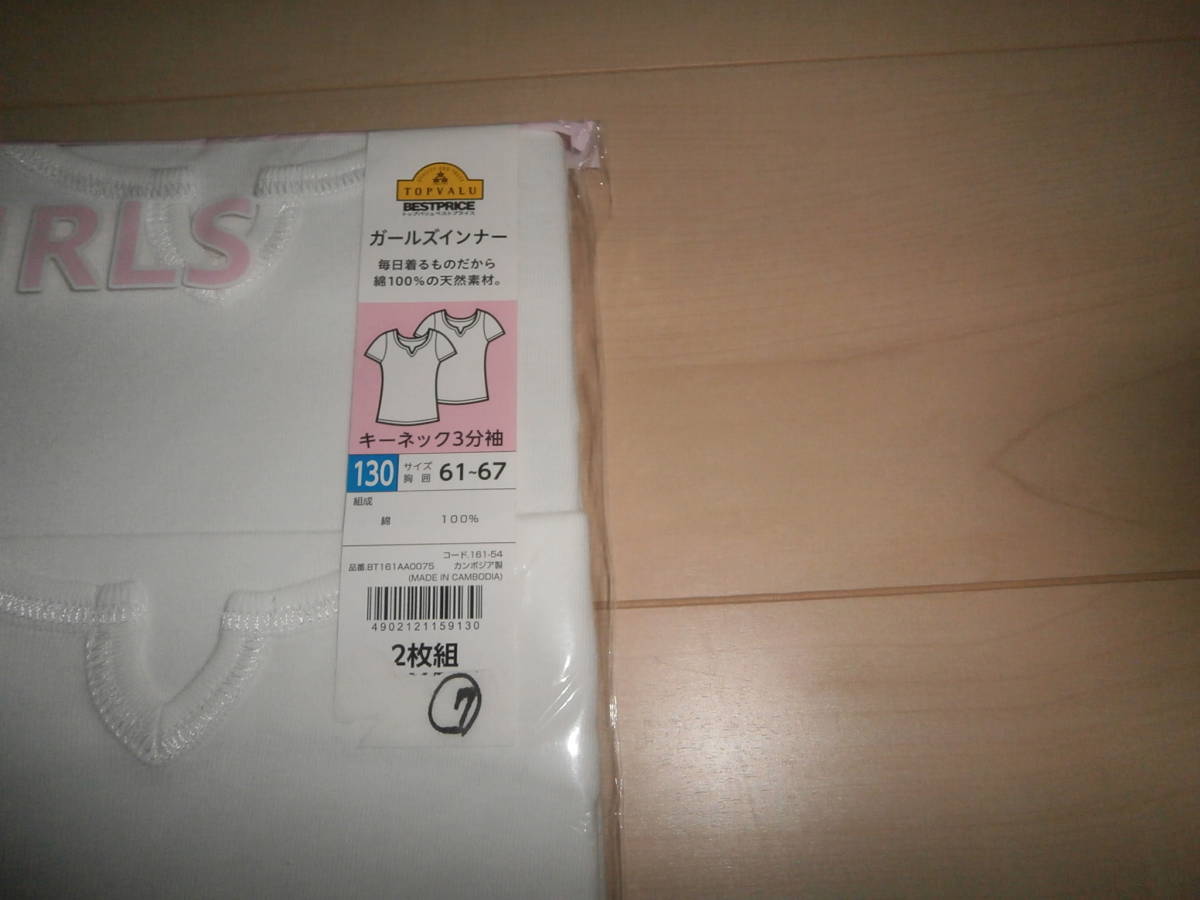 IRLS
TOPVALU
BESTPRICE
トップバリュベストプライス
ガールズインナー
毎日着るものだから
綿100%の天然素材。
キーネック3分袖
130 サイズ 胸囲 61~67
組成
綿 100%
コード.161-54
品番.BT161AA0075 カンボジア製
(MADE IN CAMBODIA)
4902121159130
2枚組
7